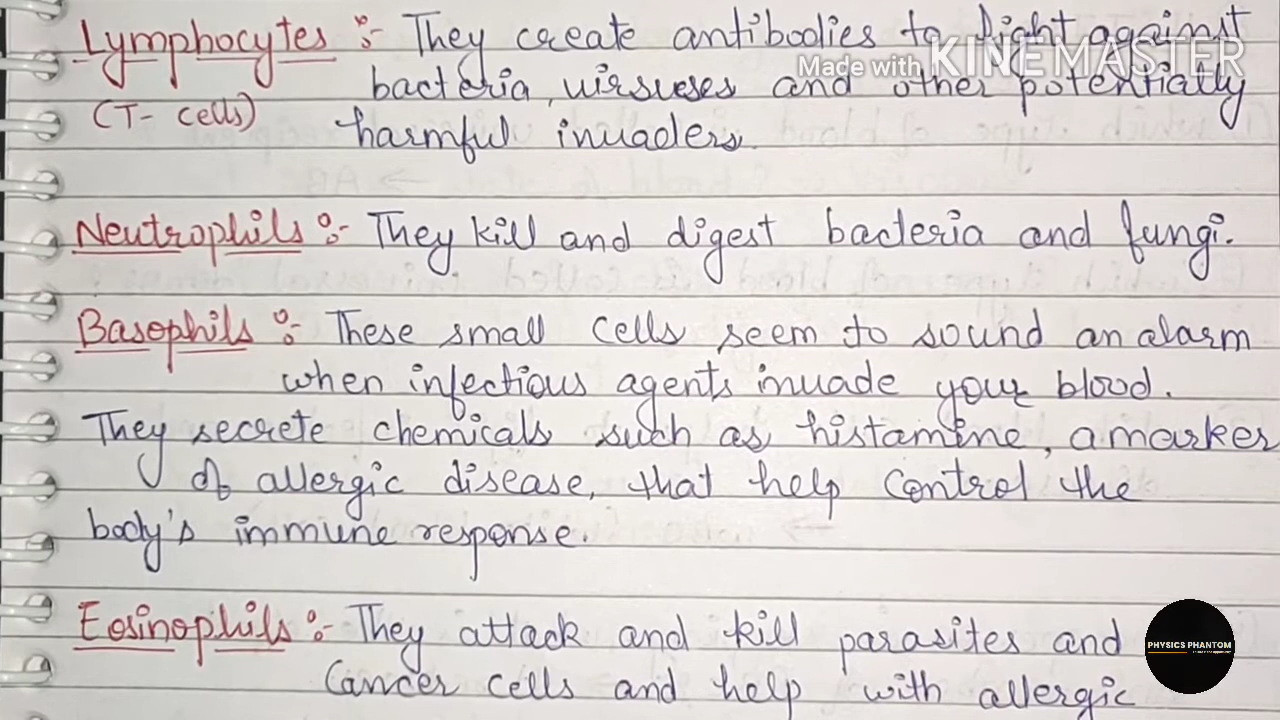 Lymphocytes :- They create antibodies to fight against
Made with KINEMASTER
(T- cells) bacteria, virsueses and other potentially
harmful invaders.
Neutrophils :- They kill and digest bacteria and fungi.
Basophils :- These small cells seem to sound an alarm
when infectious agents invade your blood.
They secrete chemicals such as histamine, a marker
of allergic disease, that help control the
body's immune response.
Eosinophils :- They attack and kill parasites and
PHYSICS PHANTOM
Cancer cells and help with allergic